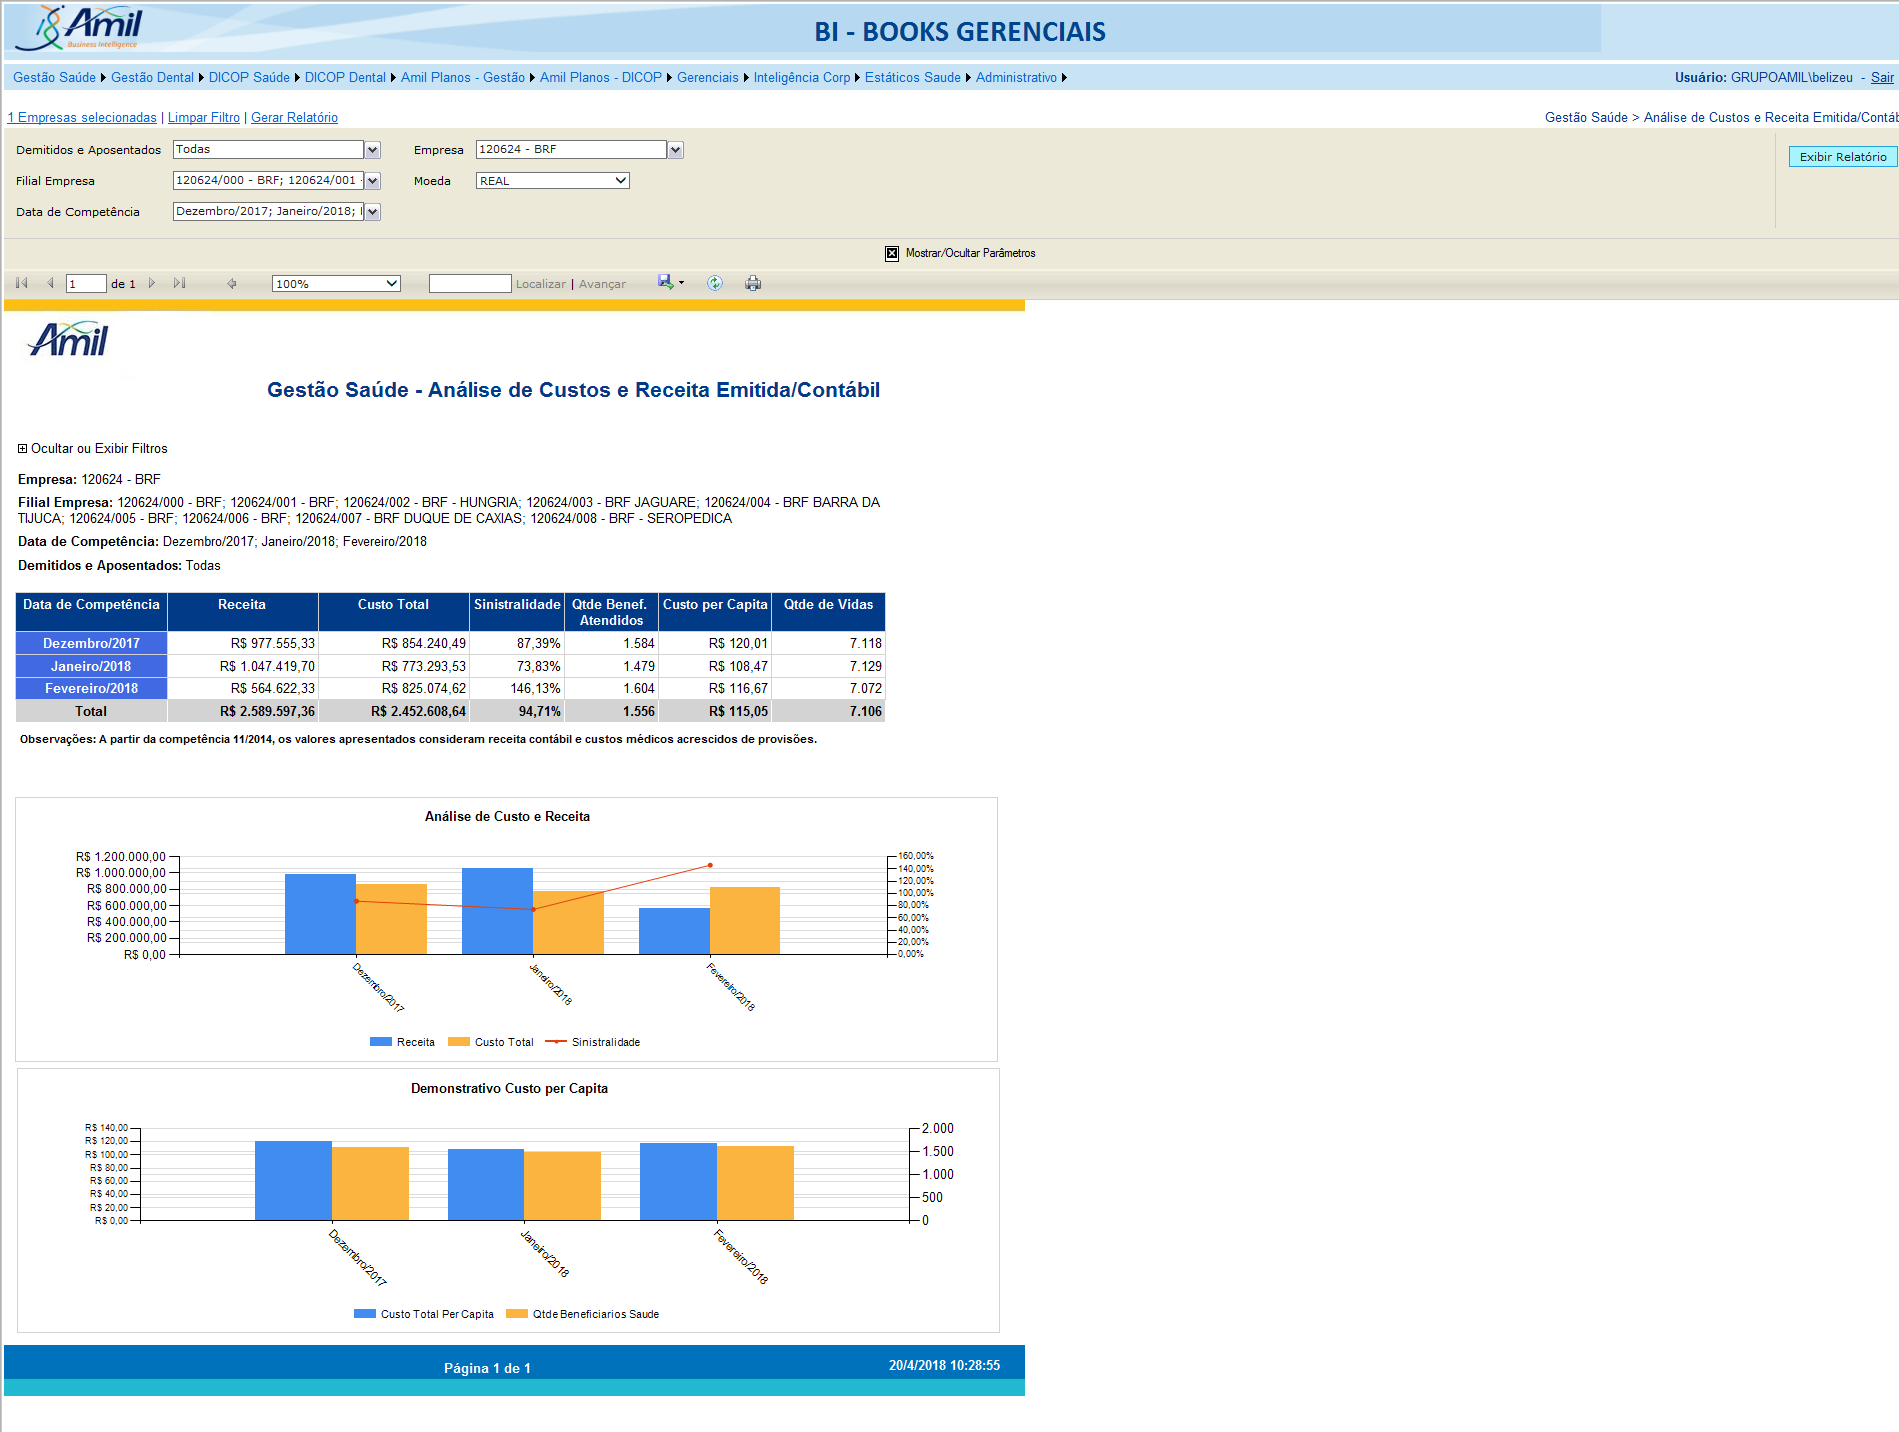 Amil
Business Intelligence
BI - BOOKS GERENCIAIS
Gestão Saúde Gestão Dental DICOP Saúde DICOP Dental Amil Planos - Gestão Amil Planos - DICOP Gerenciais Inteligência Corp Estáticos Saude Administrativo Usuário: GRUPOAMIL\belizeu - Sair
1 Empresas selecionadas | Limpar Filtro | Gerar Relatório Gestão Saúde > Análise de Custos e Receita Emitida/Contáb
Demitidos e Aposentados Todas Empresa 120624 - BRF Exibir Relatório
Filial Empresa 120624/000 - BRF; 120624/001 - Moeda REAL
Data de Competência Dezembro/2017; Janeiro/2018; F
Mostrar/Ocultar Parâmetros
1 de 1 100% Localizar | Avançar
Amil
Gestão Saúde - Análise de Custos e Receita Emitida/Contábil
Ocultar ou Exibir Filtros
Empresa: 120624 - BRF
Filial Empresa: 120624/000 - BRF; 120624/001 - BRF; 120624/002 - BRF - HUNGRIA; 120624/003 - BRF JAGUARE; 120624/004 - BRF BARRA DA
TIJUCA; 120624/005 - BRF; 120624/006 - BRF; 120624/007 - BRF DUQUE DE CAXIAS; 120624/008 - BRF - SEROPEDICA
Data de Competência: Dezembro/2017; Janeiro/2018; Fevereiro/2018
Demitidos e Aposentados: Todas
Data de Competência Receita Custo Total Sinistralidade Qtde Benef. Atendidos Custo per Capita Qtde de Vidas
Dezembro/2017 R$ 977.555,33 R$ 854.240,49 87,39% 1.584 R$ 120,01 7.118
Janeiro/2018 R$ 1.047.419,70 R$ 773.293,53 73,83% 1.479 R$ 108,47 7.129
Fevereiro/2018 R$ 564.622,33 R$ 825.074,62 146,13% 1.604 R$ 116,67 7.072
Total R$ 2.589.597,36 R$ 2.452.608,64 94,71% 1.556 R$ 115,05 7.106
Observações: A partir da competência 11/2014, os valores apresentados consideram receita contábil e custos médicos acrescidos de provisões.
Análise de Custo e Receita
R$ 1.200.000,00
R$ 1.000.000,00
R$ 800.000,00
R$ 600.000,00
R$ 400.000,00
R$ 200.000,00
R$ 0,00
160,00%
140,00%
120,00%
100,00%
80,00%
60,00%
40,00%
20,00%
0,00%
Dezembro/2017 Janeiro/2018 Fevereiro/2018
Receita Custo Total Sinistralidade
Demonstrativo Custo per Capita
R$ 140,00
R$ 120,00
R$ 100,00
R$ 80,00
R$ 60,00
R$ 40,00
R$ 20,00
R$ 0,00
2.000
1.500
1.000
500
0
Dezembro/2017 Janeiro/2018 Fevereiro/2018
Custo Total Per Capita Qtde Beneficiarios Saude
Página 1 de 1 20/4/2018 10:28:55